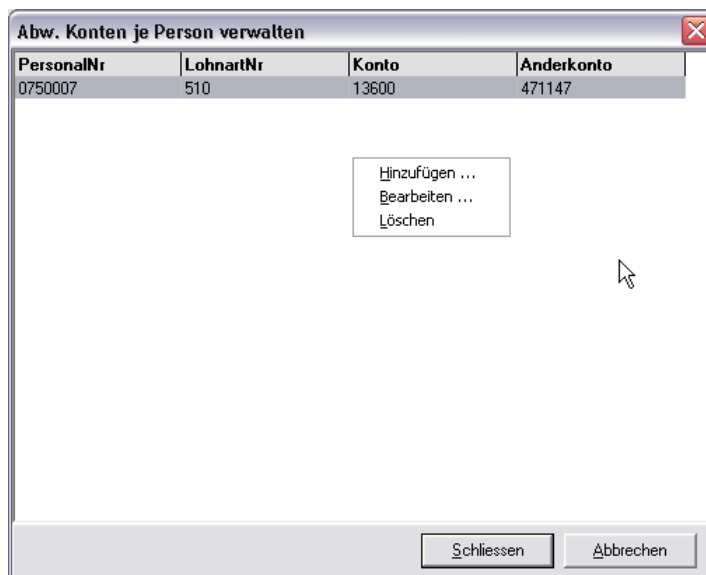 Abw. Konten je Person verwalten
PersonalNr LohnartNr Konto Anderkonto
0750007 510 13600 471147
Hinzufügen ...
Bearbeiten ...
Löschen
Schliessen Abbrechen